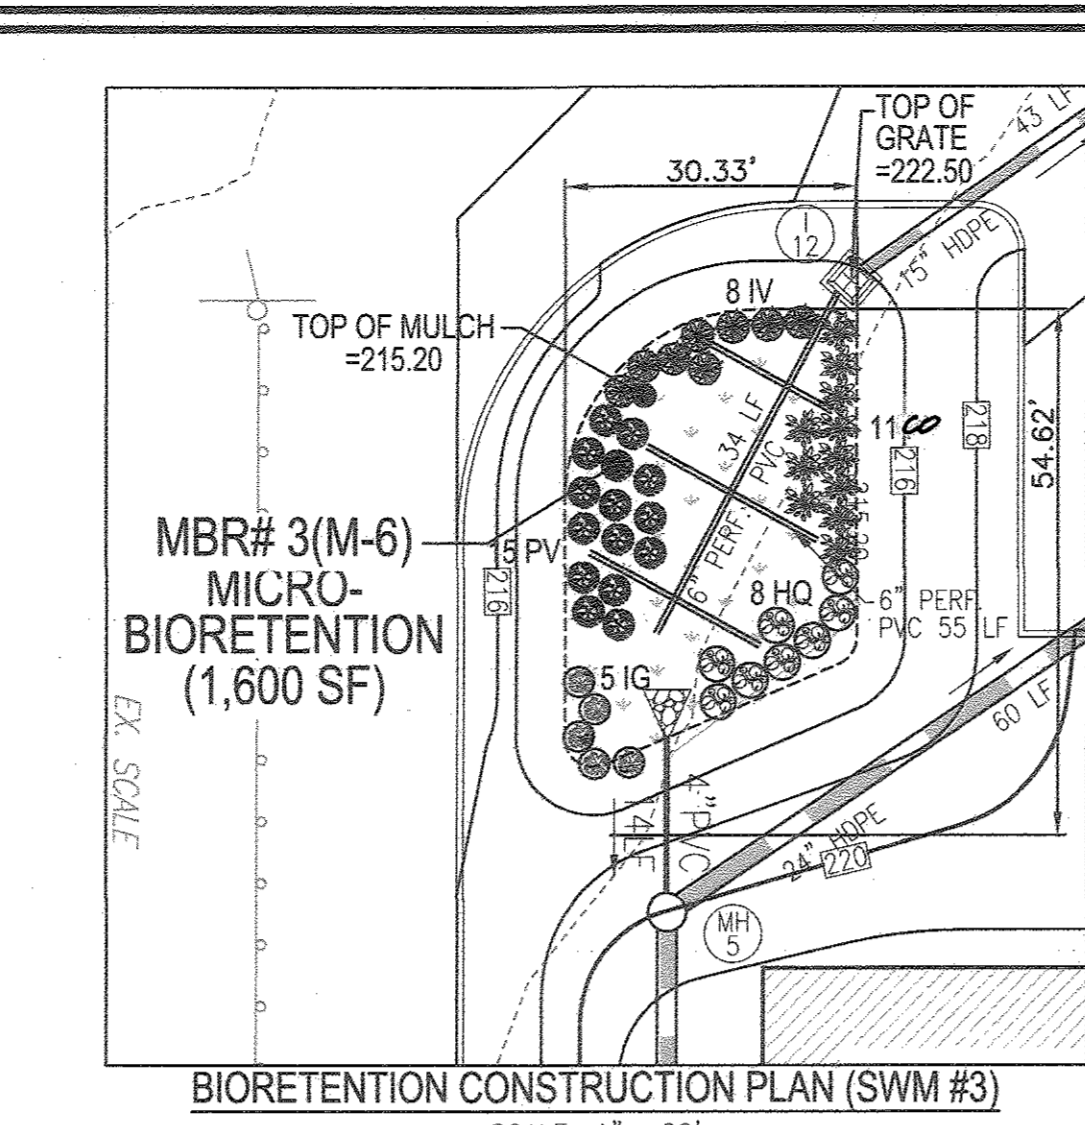 TOP OF
GRATE
=222.50
43 LF
30.33'
I
12
15" HDPE
8 IV
TOP OF MULCH
=215.20
34 LF
PVC
6" PERF.
11 CO
216
218
54.62'
MBR# 3(M-6)
MICRO-
BIORETENTION
(1,600 SF)
5 PV
216
8 HQ
6" PERF.
PVC 55 LF
5 IG
60 LF
EX. SCALE
4" PVC
14LF
24" HDPE
220
MH
5
BIORETENTION CONSTRUCTION PLAN (SWM #3)